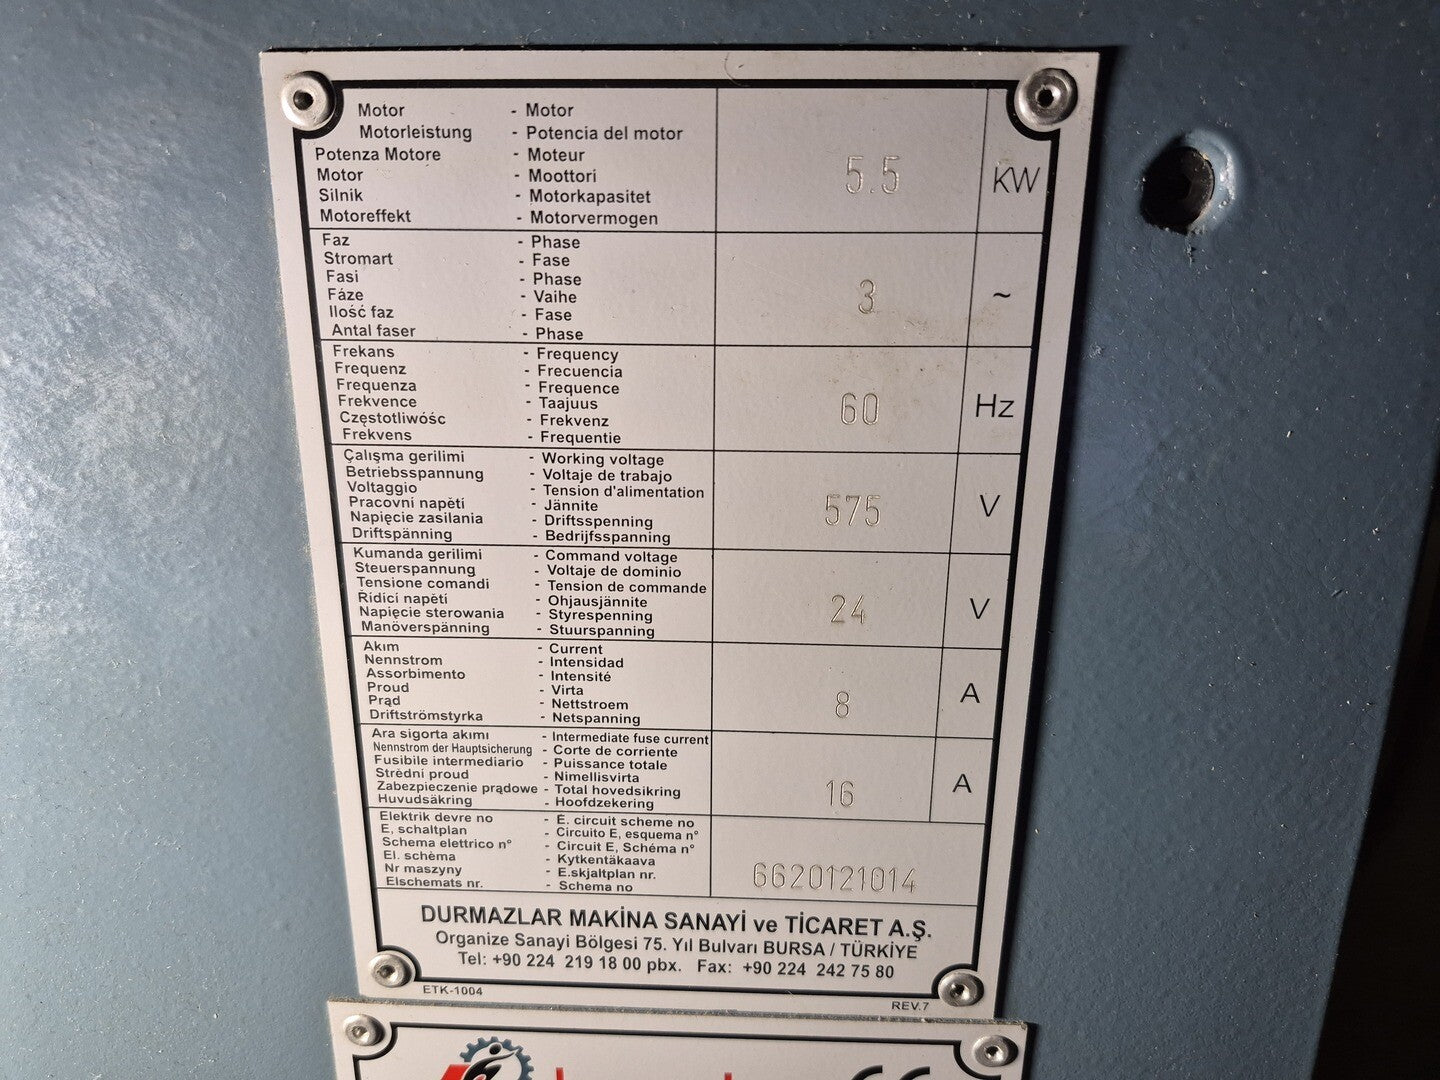 Motor - Motor
Motorleistung - Potencia del motor
Potenza Motore - Moteur
Motor - Moottori
Silnik - Motorkapasitet
Motoreffekt - Motorvermogen
5.5 KW
Faz - Phase
Stromart - Fase
Fasi - Phase
Fáze - Vaihe
Ilość faz - Fase
Antal faser - Phase
3 ~
Frekans - Frequency
Frequenz - Frecuencia
Frequenza - Frequence
Frekvence - Taajuus
Częstotliwóśc - Frekvenz
Frekvens - Frequentie
60 Hz
Çalışma gerilimi - Working voltage
Betriebsspannung - Voltaje de trabajo
Voltaggio - Tension d'alimentation
Pracovní napěti - Jännite
Napięcie zasilania - Driftsspenning
Driftspänning - Bedrijfsspanning
575 V
Kumanda gerilimi - Command voltage
Steuerspannung - Voltaje de dominio
Tensione comandi - Tension de commande
Ridici napěti - Ohjausjännite
Napięcie sterowania - Styrespenning
Manöverspänning - Stuurspanning
24 V
Akım - Current
Nennstrom - Intensidad
Assorbimento - Intensité
Proud - Virta
Prąd - Nettstroem
Driftströmstyrka - Netspanning
8 A
Ara sigorta akımı - Intermediate fuse current
Nennstrom der Hauptsicherung - Corte de corriente
Fusibile intermediario - Puissance totale
Strědni proud - Nimellisvirta
Zabezpieczenie prądowe - Total hovedsikring
Huvudsäkring - Hoofdzekering
16 A
Elektrik devre no - E. circuit scheme no
E, schaltplan - Circuito E, esquema n°
Schema elettrico n° - Circuit E, Schéma n°
El. schèma - Kytkentäkaava
Nr maszyny - E.skjaltplan nr.
Elschemats nr. - Schema no
6620121014
DURMAZLAR MAKİNA SANAYİ ve TİCARET A.Ş.
Organize Sanayi Bölgesi 75. Yıl Bulvarı BURSA / TÜRKİYE
Tel: +90 224 219 18 00 pbx. Fax: +90 224 242 75 80
ETK-1004 REV.7